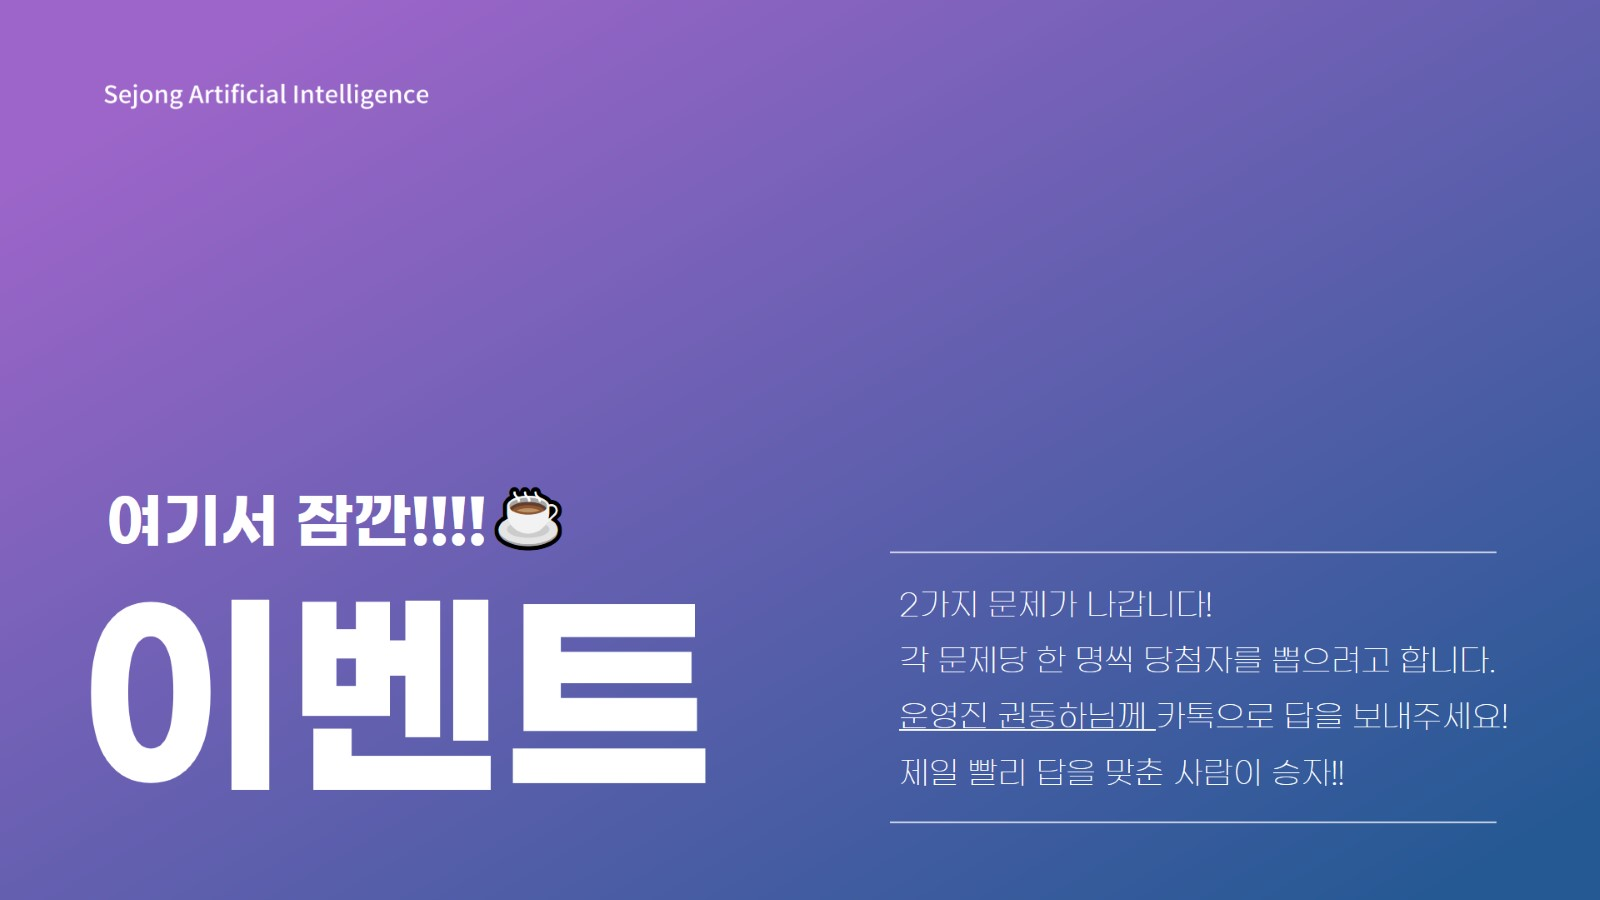 Sejong Artificial Intelligence
여기서 잠깐!!!!
이벤트
2가지 문제가 나갑니다!
각 문제당 한 명씩 당첨자를 뽑으려고 합니다.
운영진 권동하님께 카톡으로 답을 보내주세요!
제일 빨리 답을 맞춘 사람이 승자!!